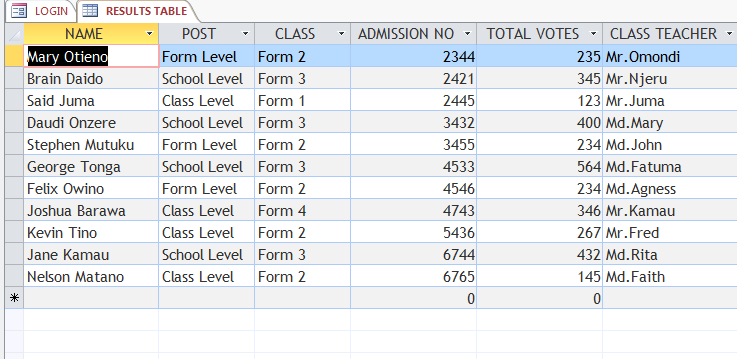 LOGIN RESULTS TABLE
NAME POST CLASS ADMISSION NO TOTAL VOTES CLASS TEACHER
Mary Otieno Form Level Form 2 2344 235 Mr.Omondi
Brain Daido School Level Form 3 2421 345 Mr.Njeru
Said Juma Class Level Form 1 2445 123 Mr.Juma
Daudi Onzere School Level Form 3 3432 400 Md.Mary
Stephen Mutuku Form Level Form 2 3455 234 Md.John
George Tonga School Level Form 3 4533 564 Md.Fatuma
Felix Owino Form Level Form 2 4546 234 Md.Agness
Joshua Barawa Class Level Form 4 4743 346 Mr.Kamau
Kevin Tino Class Level Form 2 5436 267 Mr.Fred
Jane Kamau School Level Form 3 6744 432 Md.Rita
Nelson Matano Class Level Form 2 6765 145 Md.Faith
* 0 0